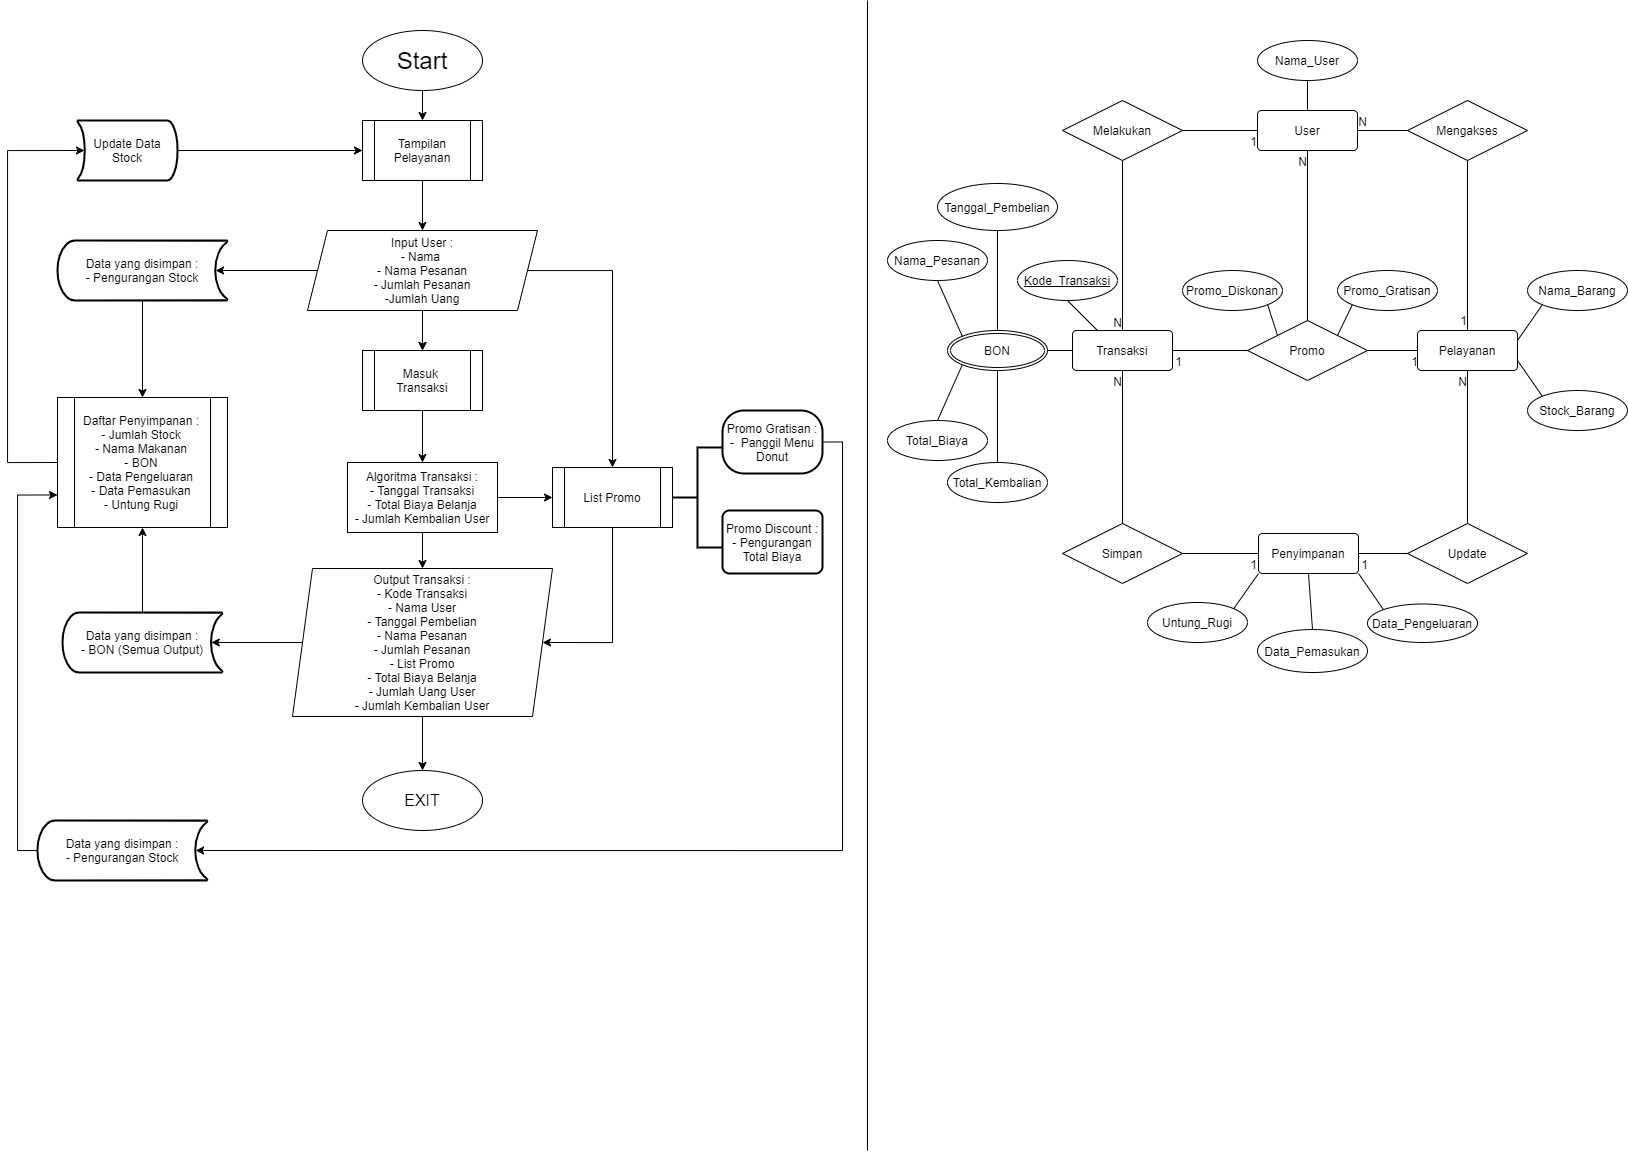 Start
Update Data
Stock
Tampilan
Pelayanan
Input User :
- Nama
- Nama Pesanan
- Jumlah Pesanan
-Jumlah Uang
Data yang disimpan :
- Pengurangan Stock
Masuk
Transaksi
Daftar Penyimpanan :
- Jumlah Stock
- Nama Makanan
- BON
- Data Pengeluaran
- Data Pemasukan
- Untung Rugi
Algoritma Transaksi :
- Tanggal Transaksi
- Total Biaya Belanja
- Jumlah Kembalian User
List Promo
Promo Gratisan :
- Panggil Menu
Donut
Promo Discount :
- Pengurangan
Total Biaya
Output Transaksi :
- Kode Transaksi
- Nama User
- Tanggal Pembelian
- Nama Pesanan
- Jumlah Pesanan
- List Promo
- Total Biaya Belanja
- Jumlah Uang User
- Jumlah Kembalian User
Data yang disimpan :
- BON (Semua Output)
EXIT
Data yang disimpan :
- Pengurangan Stock
Nama_User
Melakukan
1
User
N
N
Mengakses
Tanggal_Pembelian
Nama_Pesanan
Kode_Transaksi
Promo_Diskonan
Promo_Gratisan
Nama_Barang
N
1
BON
Transaksi
1
Promo
1
Pelayanan
N
N
Stock_Barang
Total_Biaya
Total_Kembalian
Simpan
1
Penyimpanan
1
Update
Untung_Rugi
Data_Pemasukan
Data_Pengeluaran